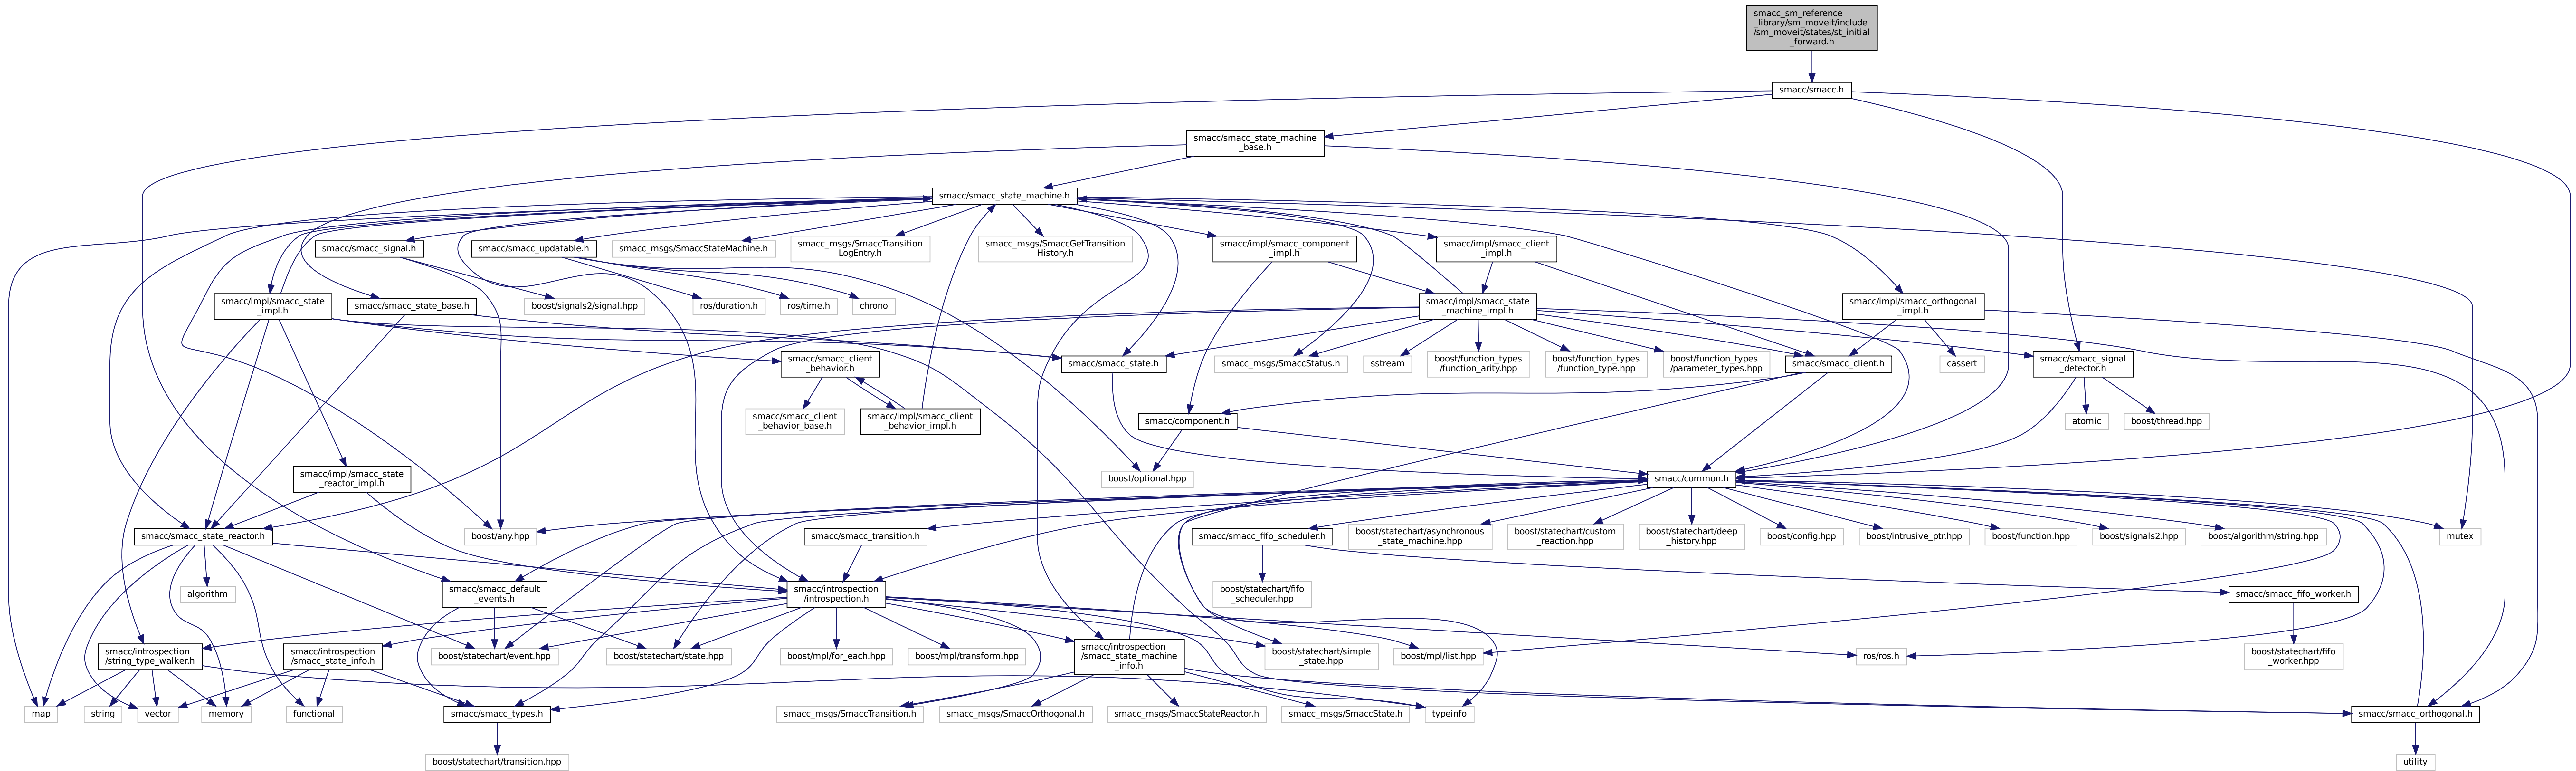 smacc_sm_reference
_library/sm_moveit/include
/sm_moveit/states/st_initial
_forward.h
smacc/smacc.h
smacc/smacc_state_machine
_base.h
smacc/smacc_state_machine.h
smacc/smacc_signal.h
smacc/smacc_updatable.h
smacc_msgs/SmaccStateMachine.h
smacc_msgs/SmaccTransition
LogEntry.h
smacc_msgs/SmaccGetTransition
History.h
smacc/impl/smacc_component
_impl.h
smacc/impl/smacc_client
_impl.h
smacc/impl/smacc_state
_impl.h
smacc/smacc_state_base.h
boost/signals2/signal.hpp
ros/duration.h
ros/time.h
chrono
smacc/impl/smacc_state
_machine_impl.h
smacc/impl/smacc_orthogonal
_impl.h
smacc/smacc_client
_behavior.h
smacc/smacc_state.h
smacc_msgs/SmaccStatus.h
sstream
boost/function_types
/function_arity.hpp
boost/function_types
/function_type.hpp
boost/function_types
/parameter_types.hpp
smacc/smacc_client.h
cassert
smacc/smacc_signal
_detector.h
smacc/smacc_client
_behavior_base.h
smacc/impl/smacc_client
_behavior_impl.h
smacc/component.h
atomic
boost/thread.hpp
smacc/impl/smacc_state
_reactor_impl.h
boost/optional.hpp
smacc/common.h
smacc/smacc_state_reactor.h
boost/any.hpp
smacc/smacc_transition.h
smacc/smacc_fifo_scheduler.h
boost/statechart/asynchronous
_state_machine.hpp
boost/statechart/custom
_reaction.hpp
boost/statechart/deep
_history.hpp
boost/config.hpp
boost/intrusive_ptr.hpp
boost/function.hpp
boost/signals2.hpp
boost/algorithm/string.hpp
mutex
algorithm
smacc/smacc_default
_events.h
smacc/introspection
/introspection.h
boost/statechart/fifo
_scheduler.hpp
smacc/smacc_fifo_worker.h
smacc/introspection
/string_type_walker.h
smacc/introspection
/smacc_state_info.h
boost/statechart/event.hpp
boost/statechart/state.hpp
boost/mpl/for_each.hpp
boost/mpl/transform.hpp
smacc/introspection
/smacc_state_machine
_info.h
boost/statechart/simple
_state.hpp
boost/mpl/list.hpp
ros/ros.h
boost/statechart/fifo
_worker.hpp
map
string
vector
memory
functional
smacc/smacc_types.h
smacc_msgs/SmaccTransition.h
smacc_msgs/SmaccOrthogonal.h
smacc_msgs/SmaccStateReactor.h
smacc_msgs/SmaccState.h
typeinfo
smacc/smacc_orthogonal.h
boost/statechart/transition.hpp
utility